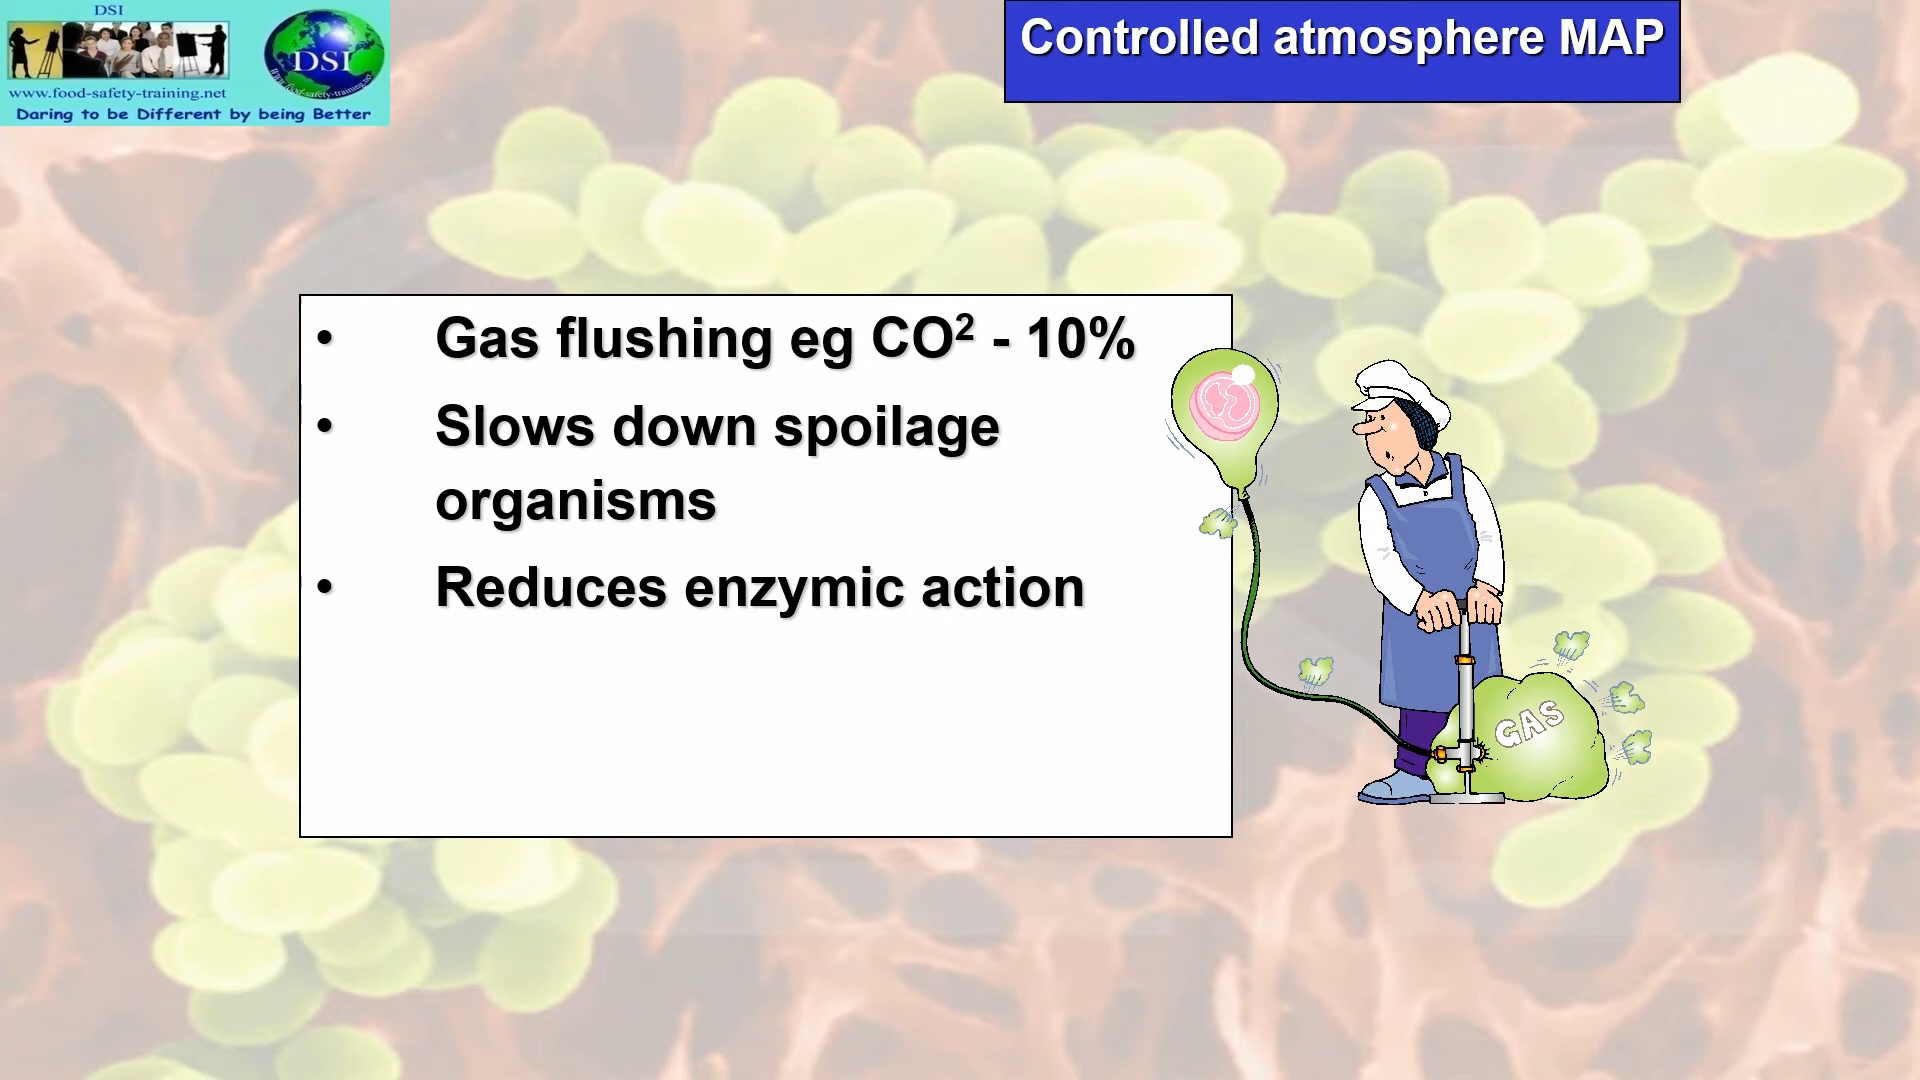 DSI
DSI
www.food-safety-training.net
Daring to be Different by being Better
Controlled atmosphere MAP
• Gas flushing eg CO² - 10%
• Slows down spoilage
organisms
• Reduces enzymic action
GAS